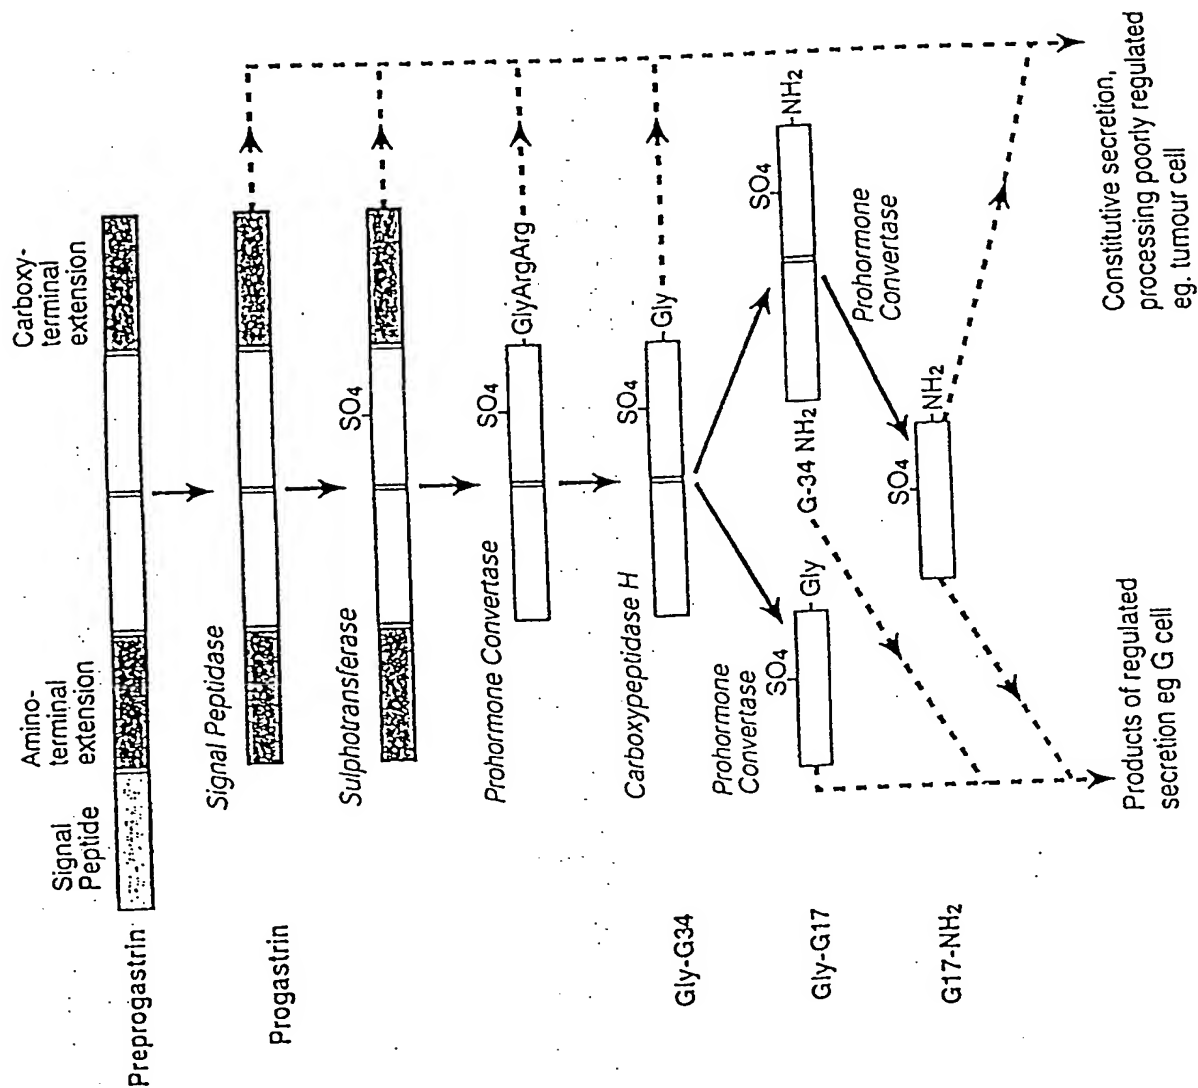 Signal
Peptide
Amino-
terminal
extension
Carboxy-
terminal
extension
Preprogastrin
Signal Peptidase
Progastrin
Sulphotransferase
SO4
Prohormone Convertase
SO4
GlyArgArg
Carboxypeptidase H
SO4
Gly
Gly-G34
Prohormone
Convertase
SO4
Gly
Gly-G17
G-34 NH2
SO4
NH2
Prohormone
Convertase
G17-NH2
SO4
NH2
Products of regulated
secretion eg G cell
Constitutive secretion,
processing poorly regulated
eg. tumour cell